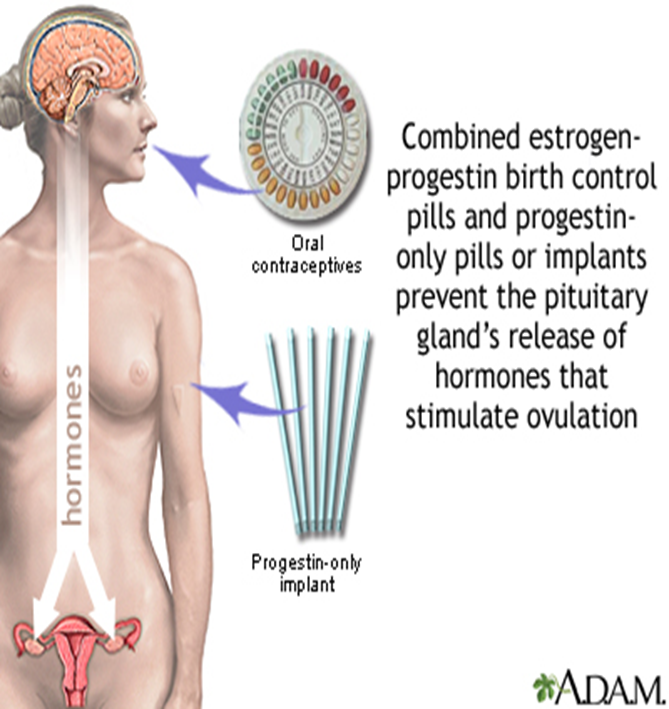 Combined estrogen-
progestin birth control
pills and progestin-
only pills or implants
prevent the pituitary
gland's release of
hormones that
stimulate ovulation
Oral
contraceptives
hormones
Progestin-only
implant
A.D.A.M.